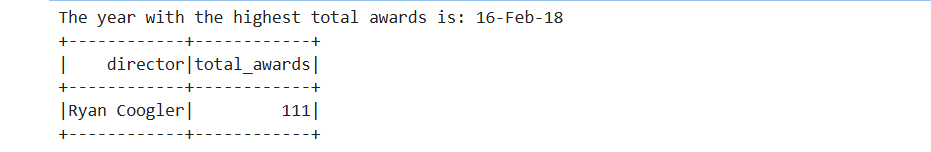 The year with the highest total awards is: 16-Feb-18
+------------+------------+
|    director|total_awards|
+------------+------------+
|Ryan Coogler|         111|
+------------+------------+